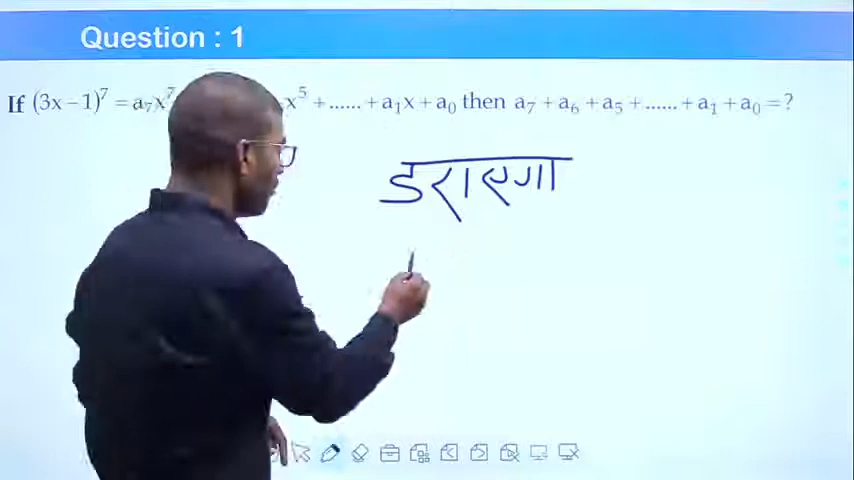 Question : 1
If (3x−1)⁷ = a₇x⁷ x⁵ + ...... + a₁x + a₀ then a₇ + a₆ + a₅ + ...... + a₁ + a₀ = ?
डराएगा